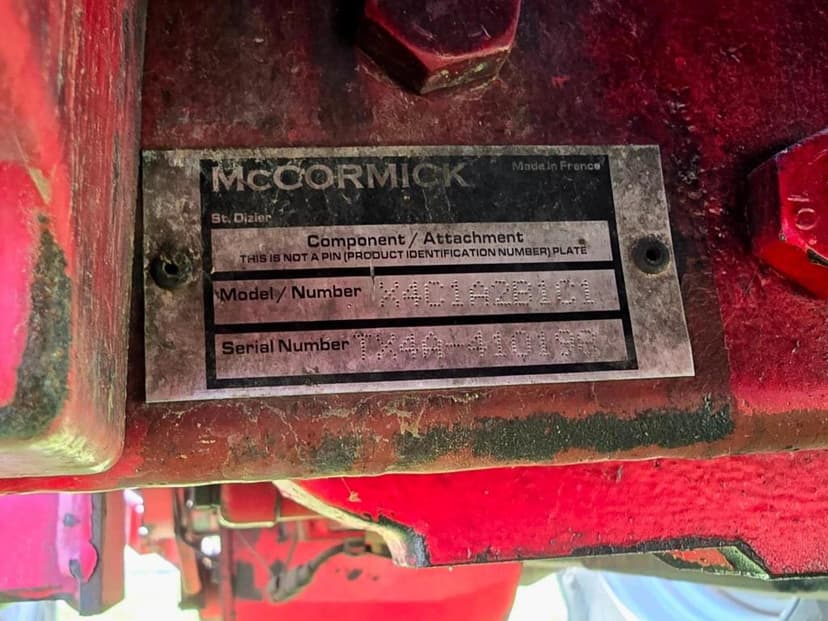 McCORMICK
Made in France
St. Dizier
Component / Attachment
THIS IS NOT A PIN (PRODUCT IDENTIFICATION NUMBER) PLATE
Model / Number X4C1A2B1C1
Serial Number